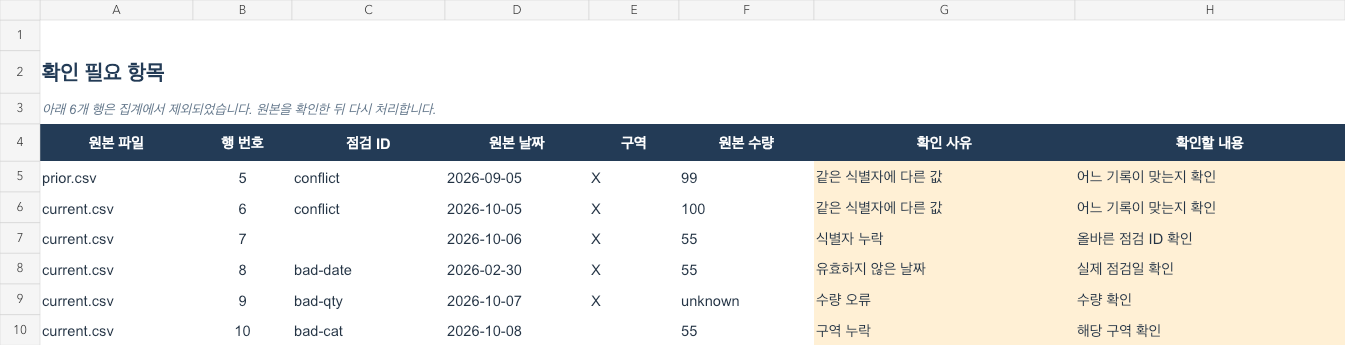 A B C D E F G H
1
2 확인 필요 항목
3 아래 6개 행은 집계에서 제외되었습니다. 원본을 확인한 뒤 다시 처리합니다.
4 원본 파일 행 번호 점검 ID 원본 날짜 구역 원본 수량 확인 사유 확인할 내용
5 prior.csv 5 conflict 2026-09-05 X 99 같은 식별자에 다른 값 어느 기록이 맞는지 확인
6 current.csv 6 conflict 2026-10-05 X 100 같은 식별자에 다른 값 어느 기록이 맞는지 확인
7 current.csv 7 2026-10-06 X 55 식별자 누락 올바른 점검 ID 확인
8 current.csv 8 bad-date 2026-02-30 X 55 유효하지 않은 날짜 실제 점검일 확인
9 current.csv 9 bad-qty 2026-10-07 X unknown 수량 오류 수량 확인
10 current.csv 10 bad-cat 2026-10-08 55 구역 누락 해당 구역 확인